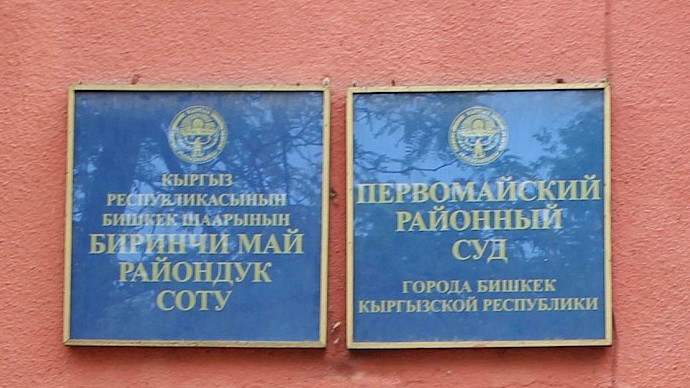 КЫРГЫЗ
РЕСПУБЛИКАСЫНЫН
БИШКЕК ШААРЫНЫН
БИРИНЧИ МАЙ
РАЙОНДУК
СОТУ
ПЕРВОМАЙСКИЙ
РАЙОННЫЙ
СУД
ГОРОДА БИШКЕК
КЫРГЫЗСКОЙ РЕСПУБЛИКИ